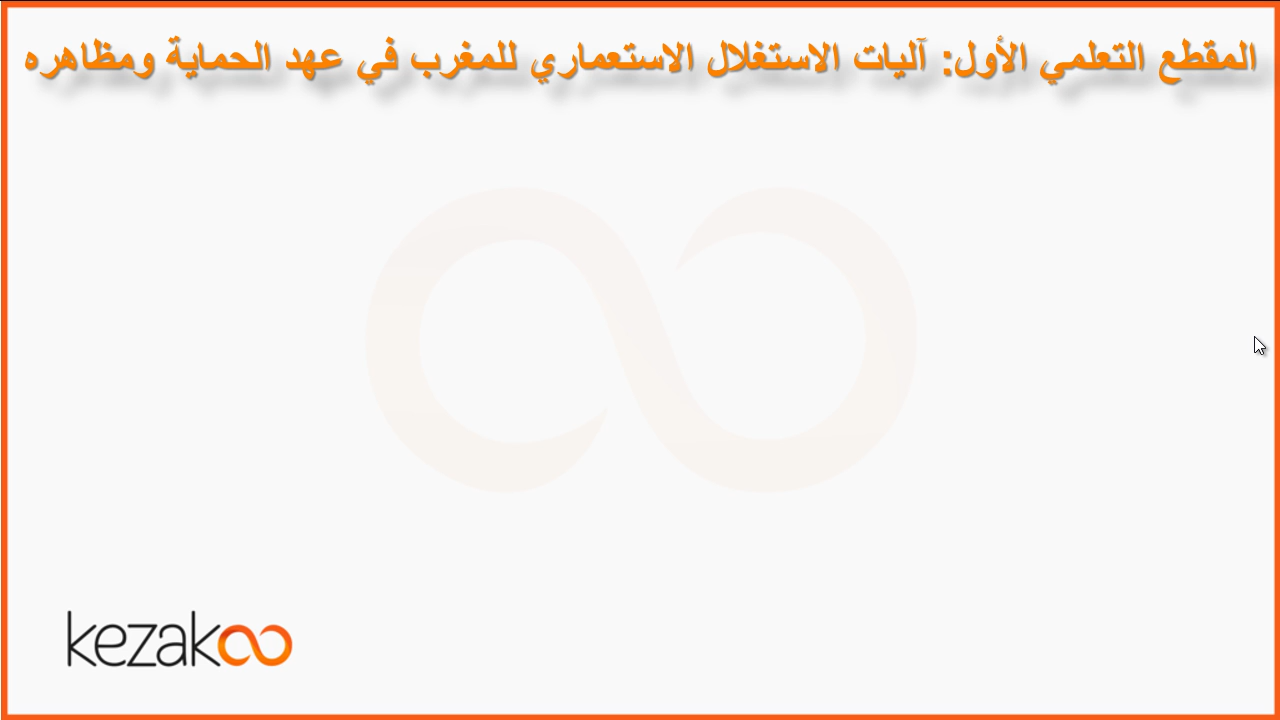 المقطع التعلمي الأول: آليات الاستغلال الاستعماري للمغرب في عهد الحماية ومظاهره
kezakoo